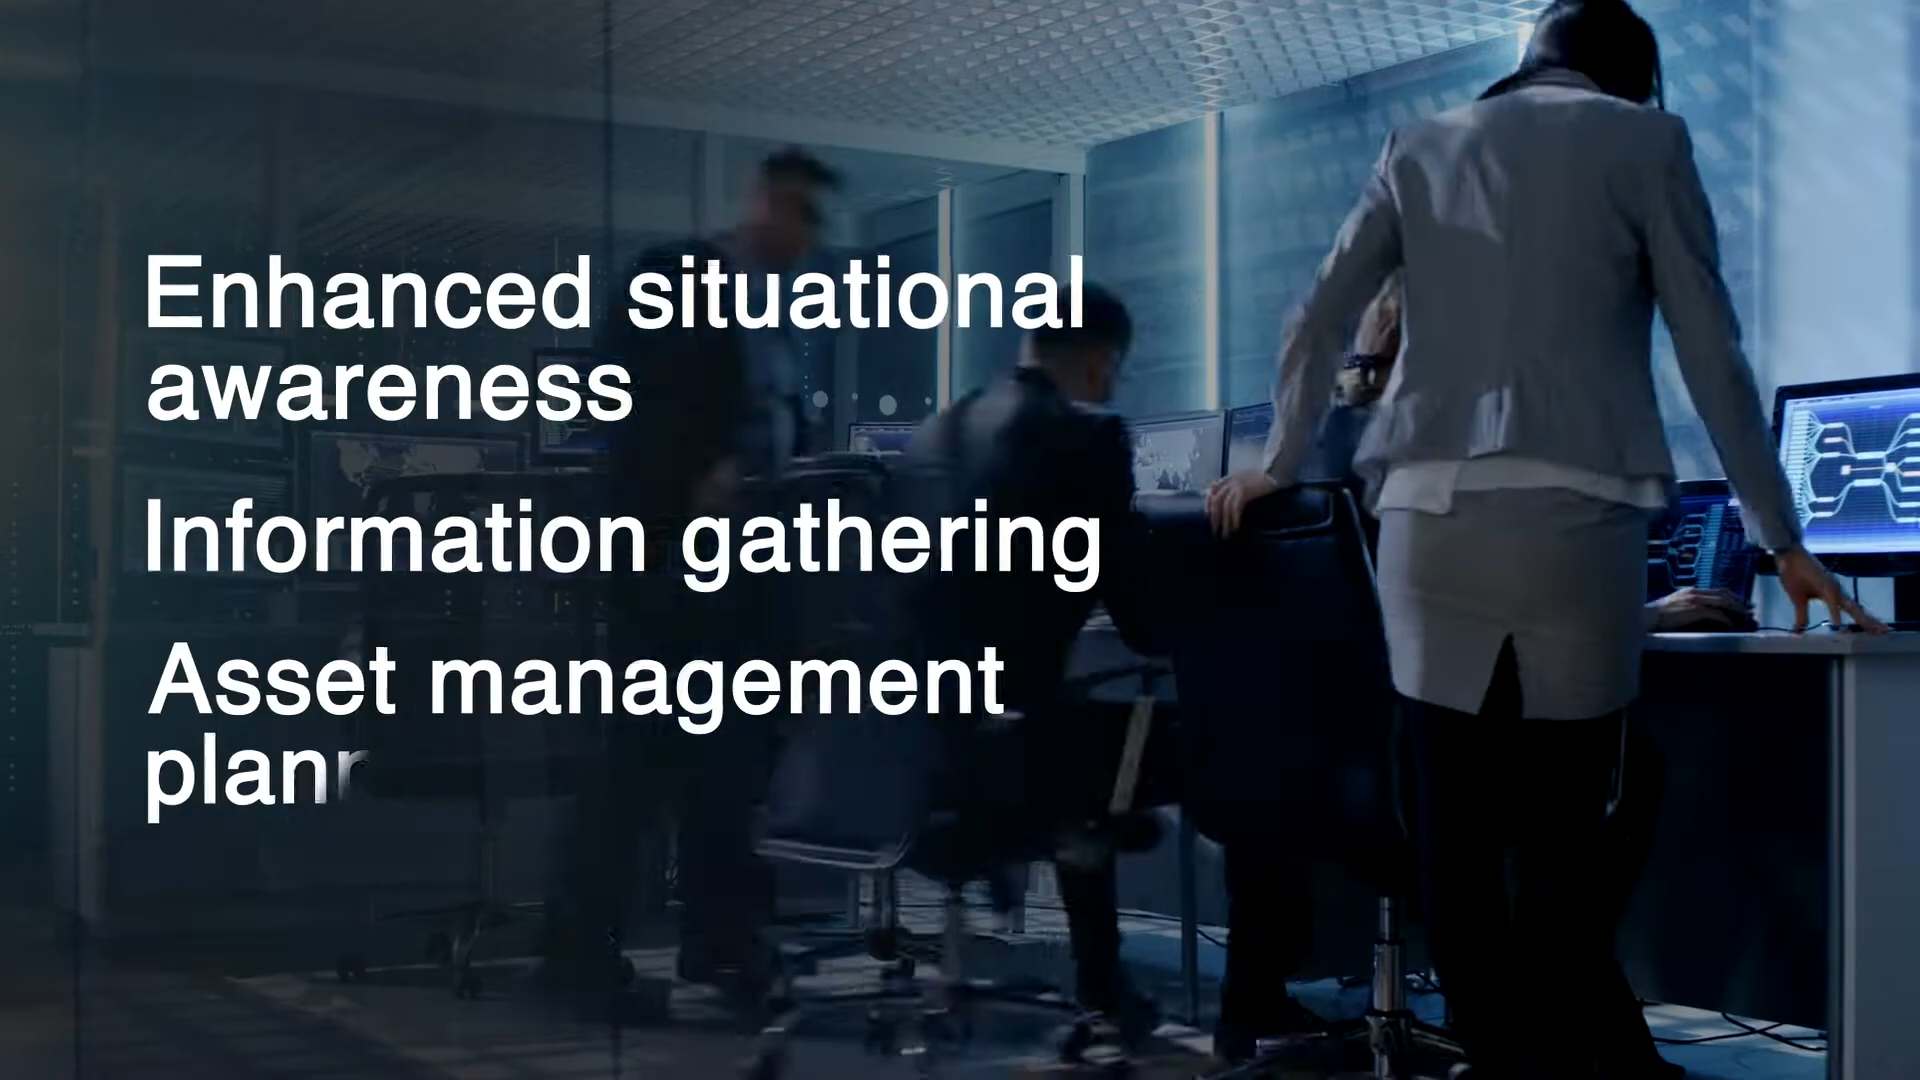 Enhanced situational
awareness
Information gathering
Asset management